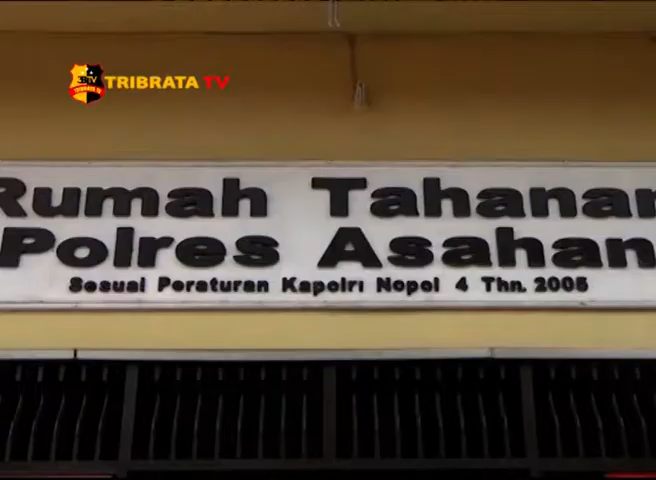 TRIBRATA TV
Rumah Tahanan
Polres Asahan
Sesuai Peraturan Kapolri Nopol 4 Thn. 2005